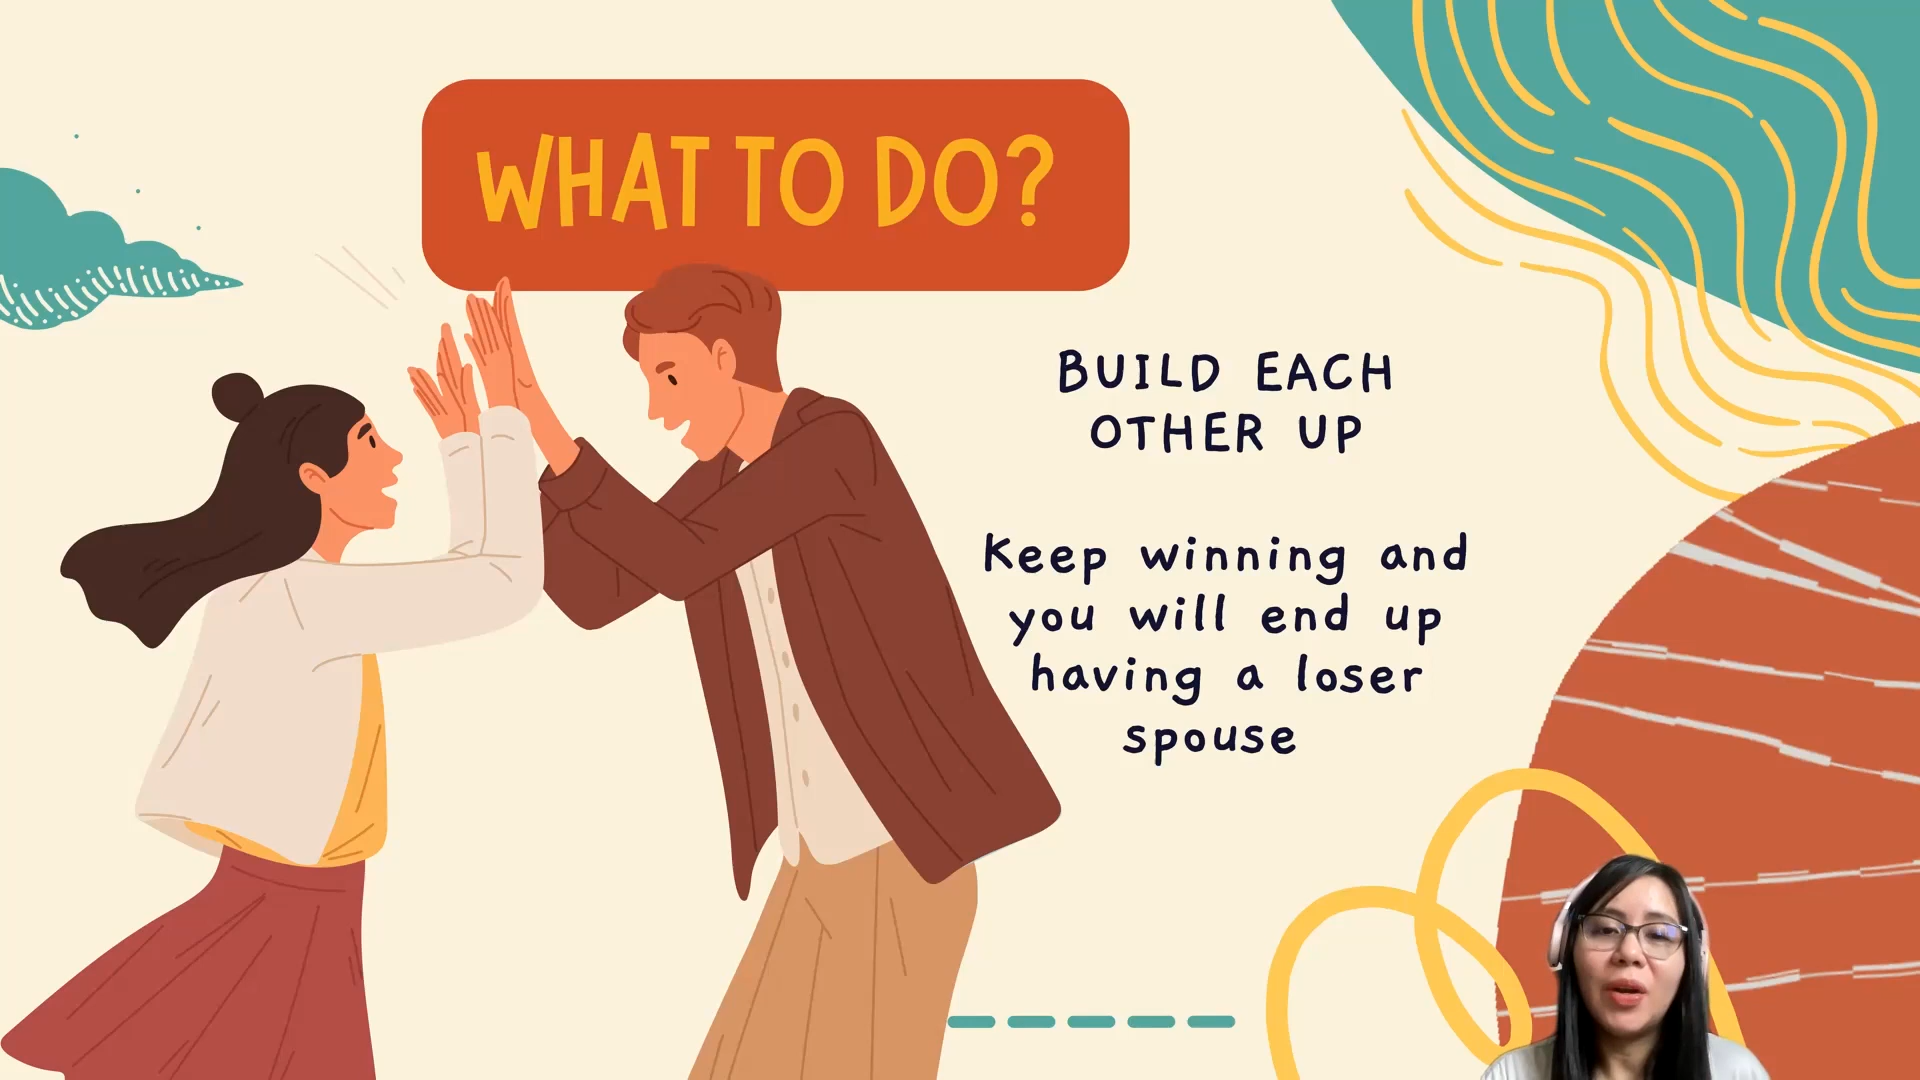 WHAT TO DO?
BUILD EACH
OTHER UP
Keep winning and
you will end up
having a loser
spouse